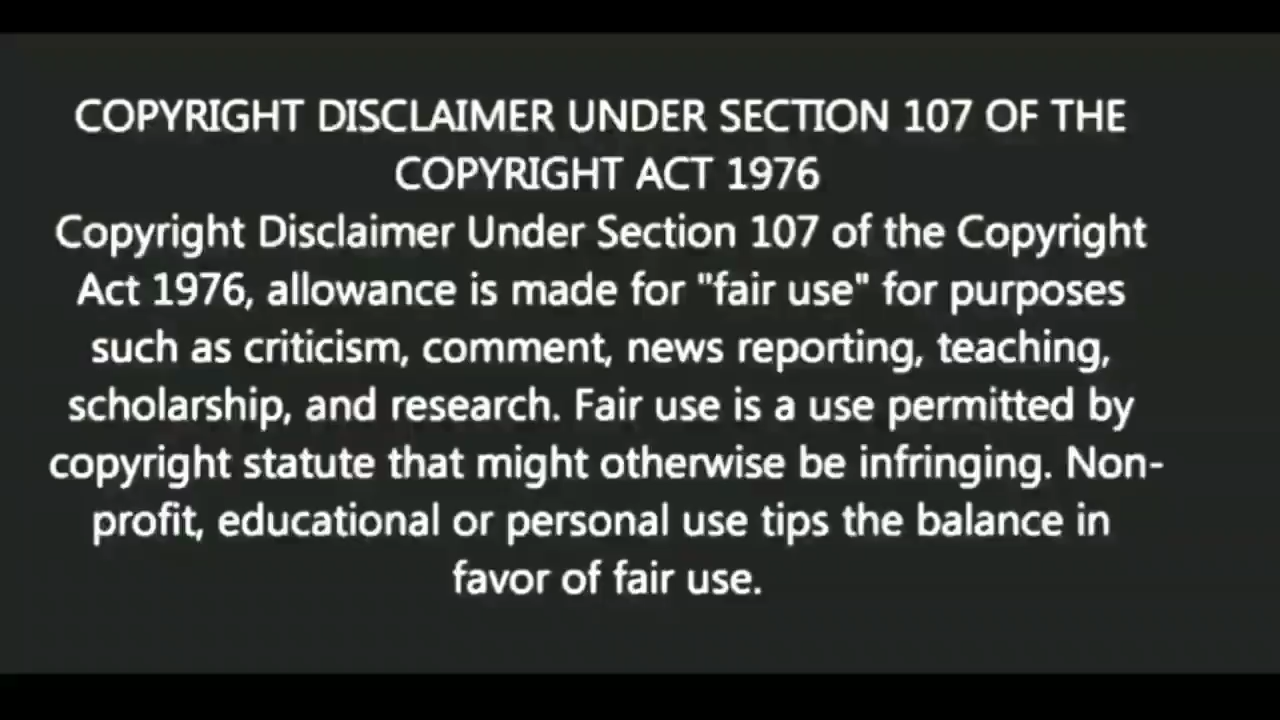 COPYRIGHT DISCLAIMER UNDER SECTION 107 OF THE
COPYRIGHT ACT 1976
Copyright Disclaimer Under Section 107 of the Copyright
Act 1976, allowance is made for "fair use" for purposes
such as criticism, comment, news reporting, teaching,
scholarship, and research. Fair use is a use permitted by
copyright statute that might otherwise be infringing. Non-
profit, educational or personal use tips the balance in
favor of fair use.